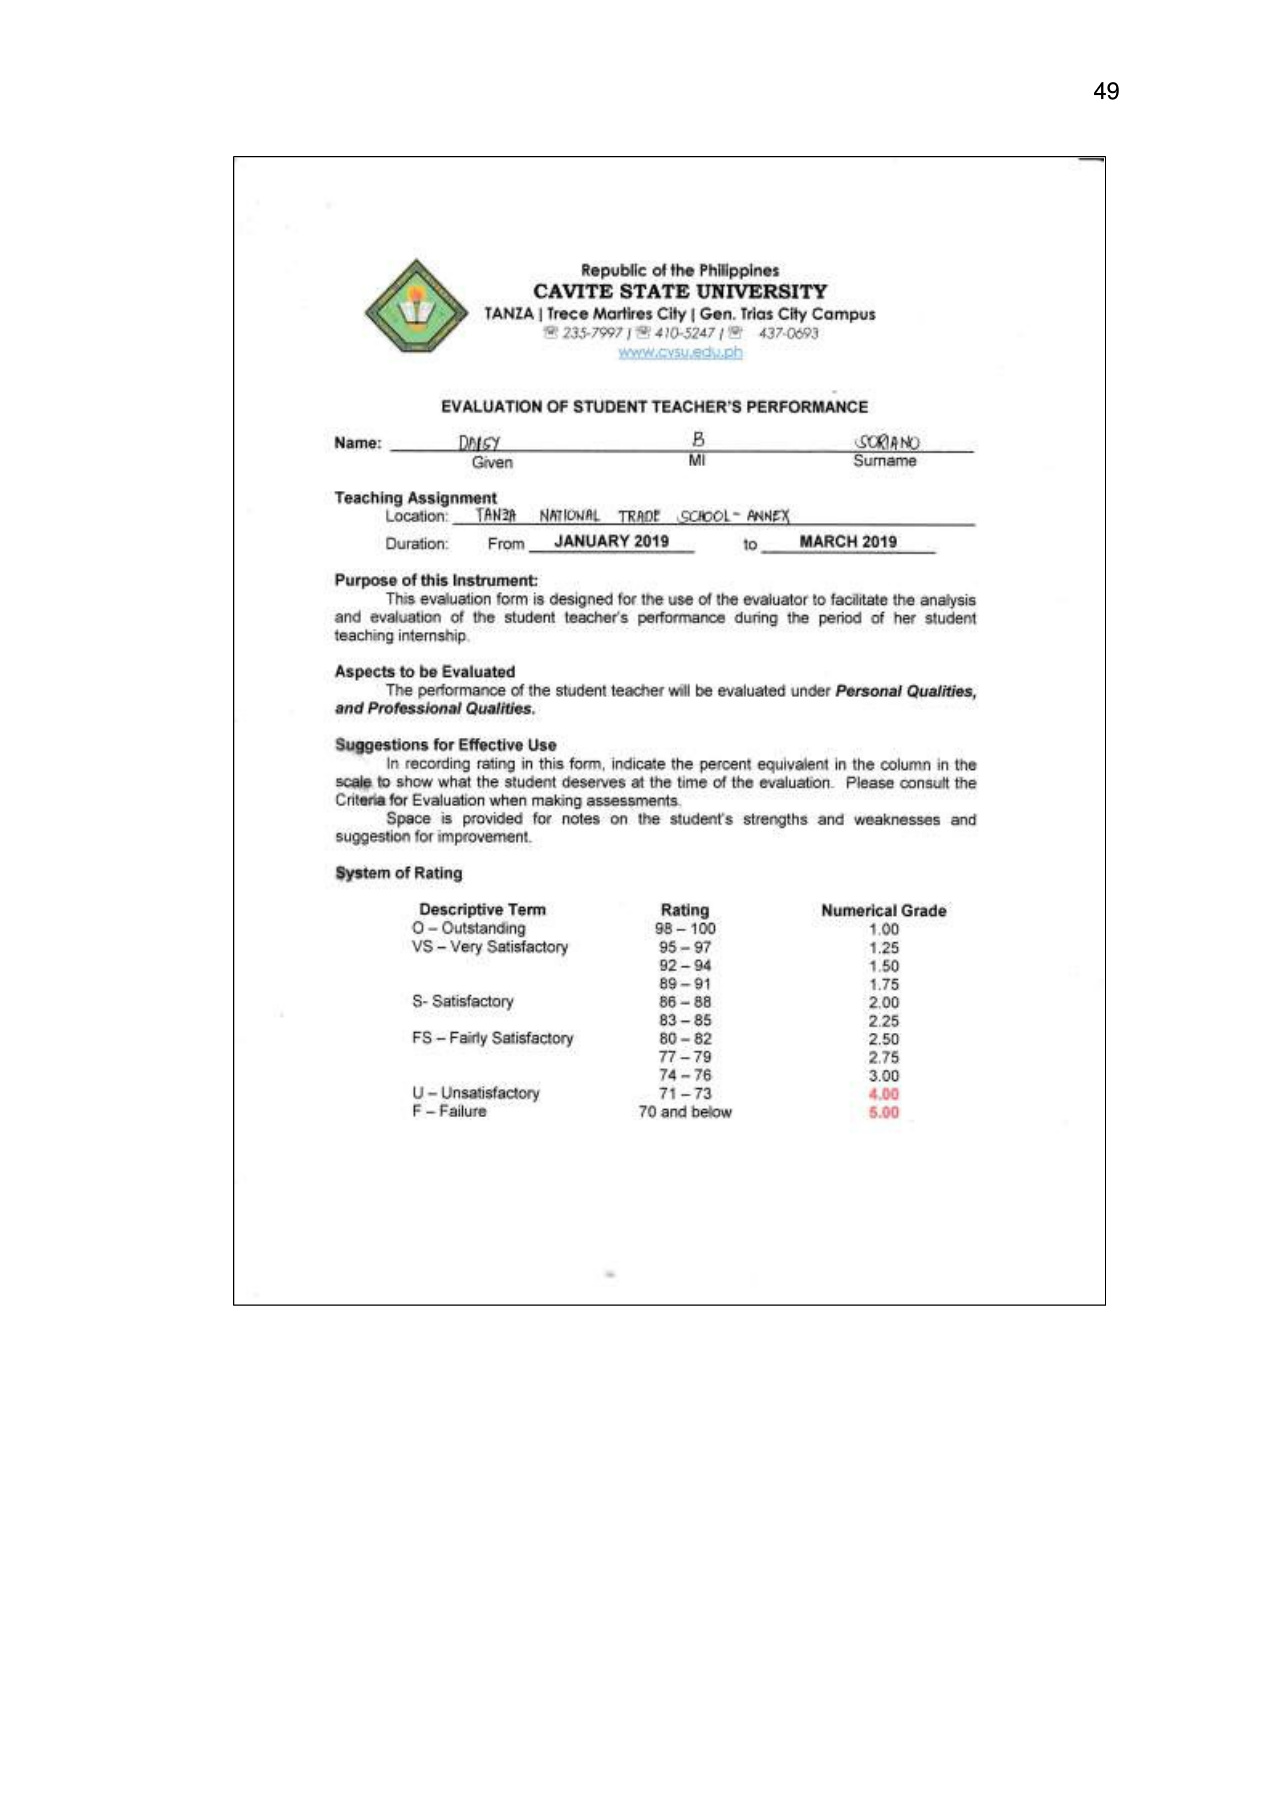 49
Republic of the Philippines
CAVITE STATE UNIVERSITY
TANZA | Trece Martires City | Gen. Trias City Campus
☏ 235-7997 / ☏ 410-5247 / ☏ 437-0693
www.cvsu.edu.ph
EVALUATION OF STUDENT TEACHER'S PERFORMANCE
Name: DAISY B SORIANO
Given MI Surname
Teaching Assignment
Location: TANZA NATIONAL TRADE SCHOOL - ANNEX
Duration: From JANUARY 2019 to MARCH 2019
Purpose of this Instrument:
This evaluation form is designed for the use of the evaluator to facilitate the analysis
and evaluation of the student teacher's performance during the period of her student
teaching internship.
Aspects to be Evaluated
The performance of the student teacher will be evaluated under Personal Qualities,
and Professional Qualities.
Suggestions for Effective Use
In recording rating in this form, indicate the percent equivalent in the column in the
scale to show what the student deserves at the time of the evaluation. Please consult the
Criteria for Evaluation when making assessments.
Space is provided for notes on the student's strengths and weaknesses and
suggestion for improvement.
System of Rating
Descriptive Term Rating Numerical Grade
O – Outstanding 98 – 100 1.00
VS – Very Satisfactory 95 – 97 1.25
92 – 94 1.50
89 – 91 1.75
S- Satisfactory 86 – 88 2.00
83 – 85 2.25
FS – Fairly Satisfactory 80 – 82 2.50
77 – 79 2.75
74 – 76 3.00
U – Unsatisfactory 71 – 73 4.00
F – Failure 70 and below 5.00